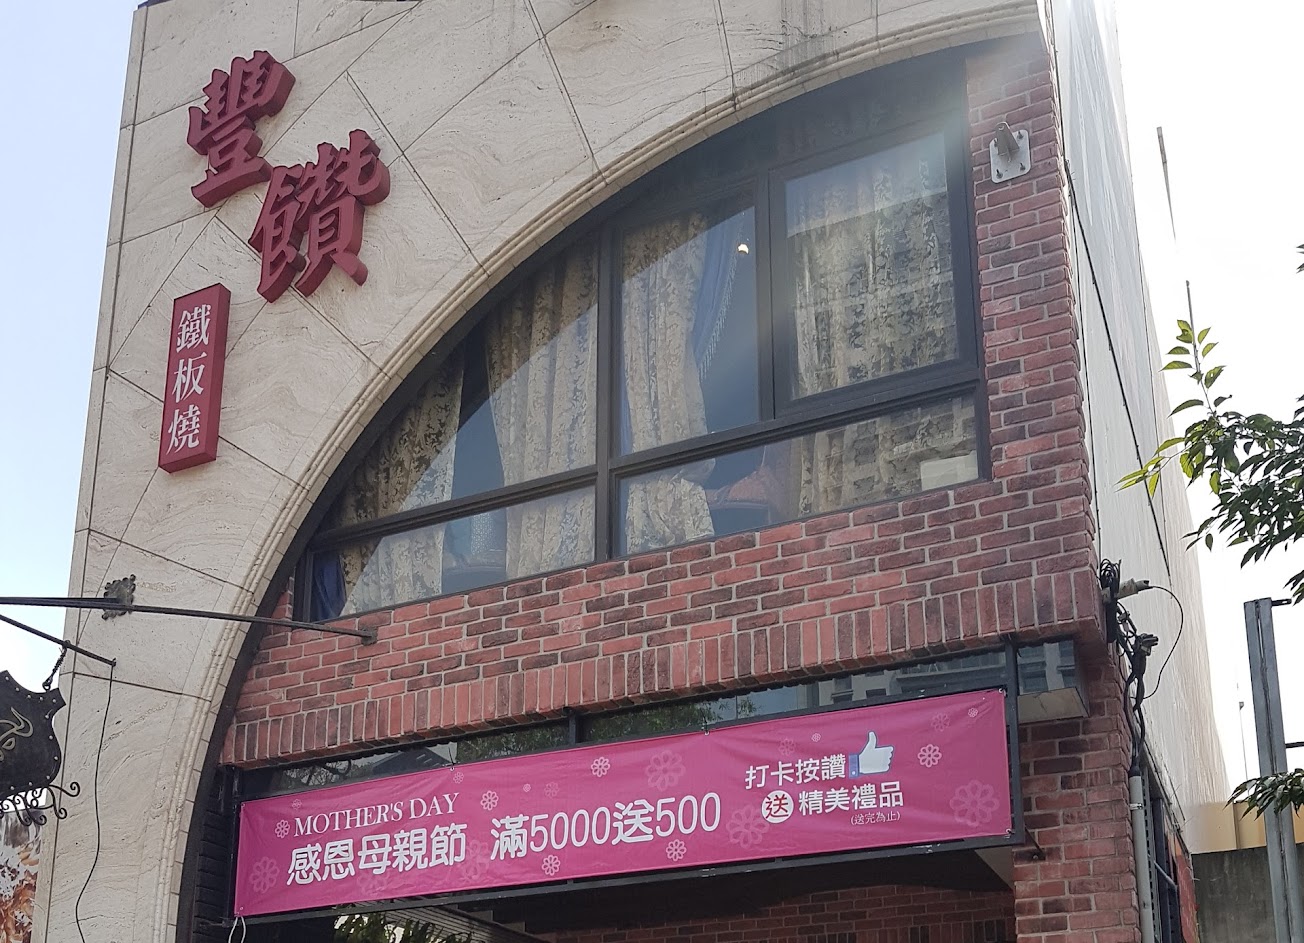 豐饡
鐵板燒
MOTHER'S DAY
感恩母親節 滿5000送500
打卡按讚
送精美禮品
(送完為止)